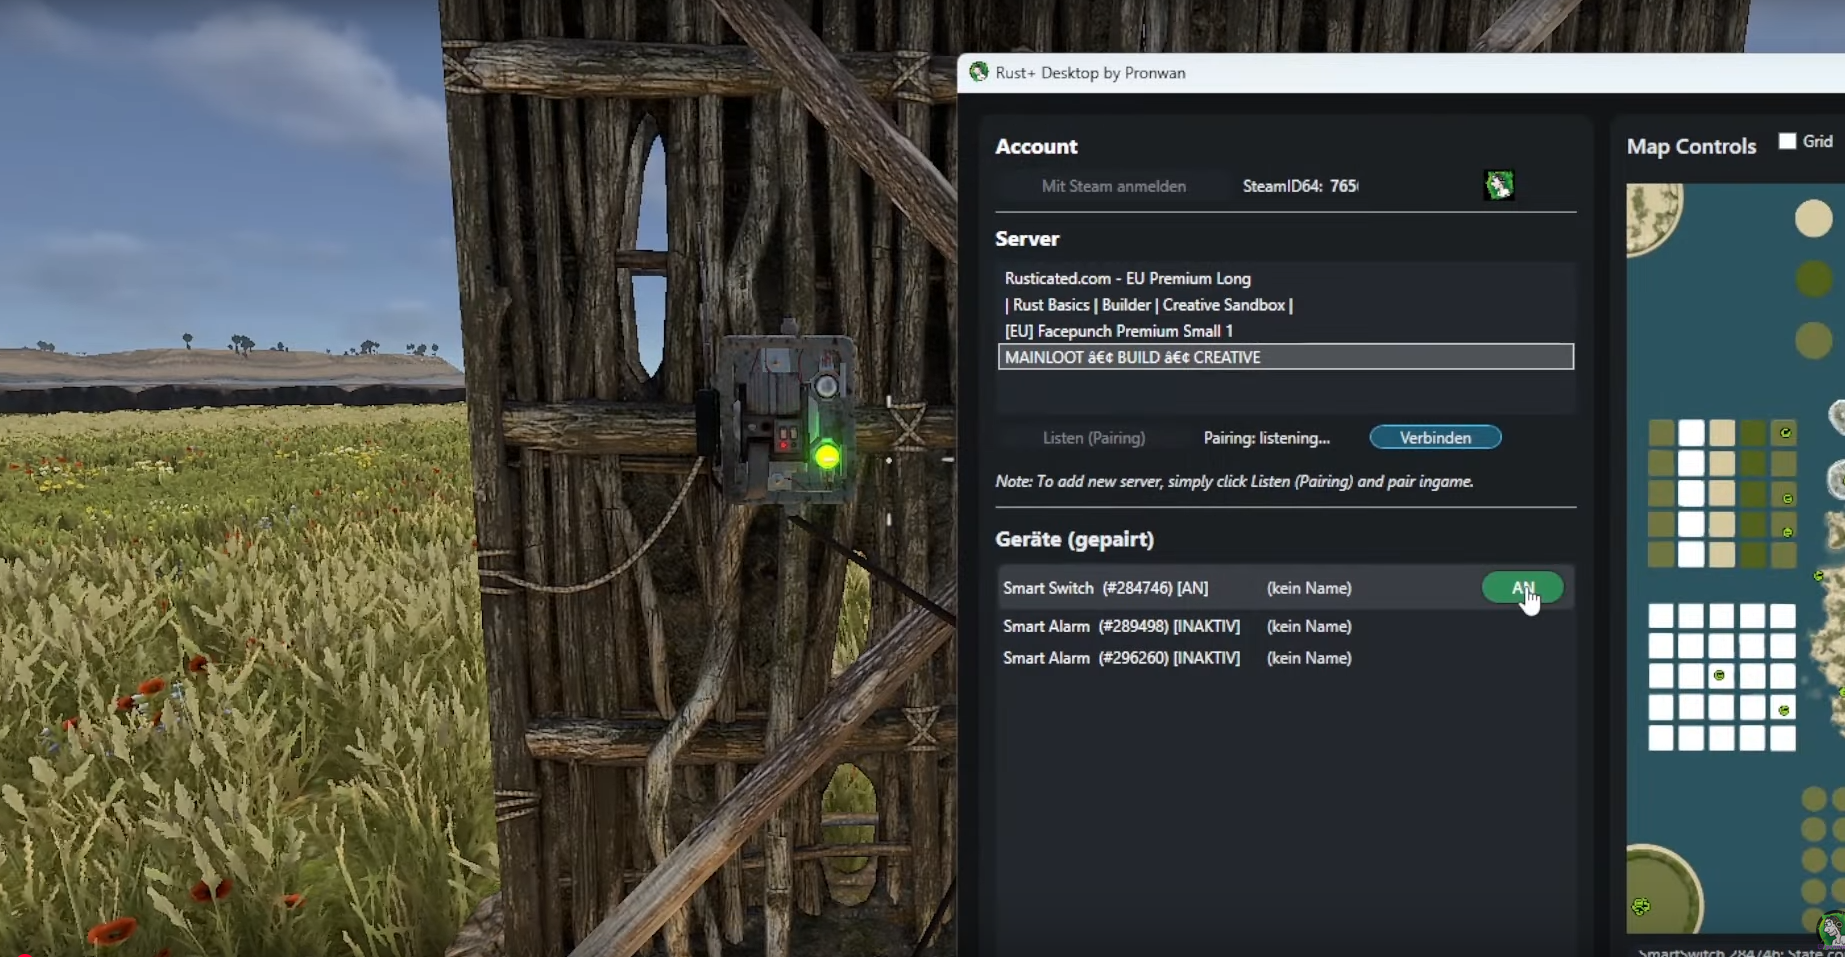 Rust+ Desktop by Pronwan
Account
Mit Steam anmelden SteamID64: 765
Server
Rusticated.com - EU Premium Long
| Rust Basics | Builder | Creative Sandbox |
[EU] Facepunch Premium Small 1
MAINLOOT â€¢ BUILD â€¢ CREATIVE
Listen (Pairing) Pairing: listening... Verbinden
Note: To add new server, simply click Listen (Pairing) and pair ingame.
Geräte (gepairt)
Smart Switch (#284746) [AN] (kein Name) AN
Smart Alarm (#289498) [INAKTIV] (kein Name)
Smart Alarm (#296260) [INAKTIV] (kein Name)
Map Controls Grid
SmartSwitch 284746: State